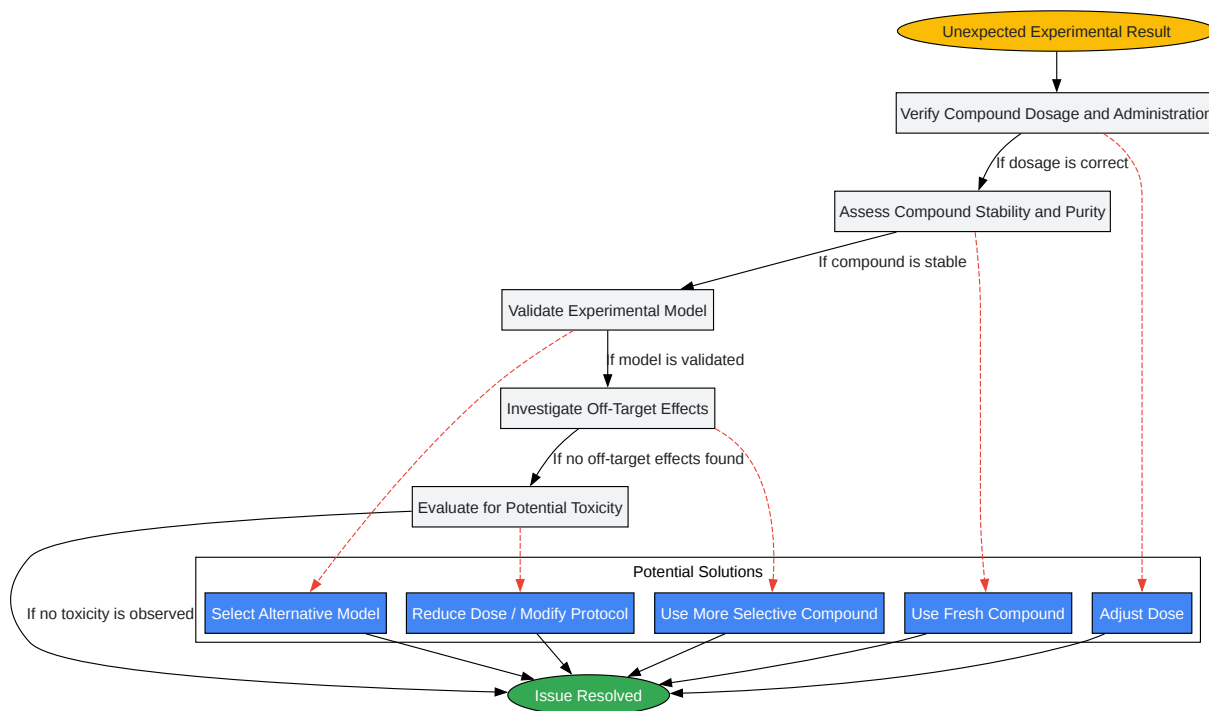 Unexpected Experimental Result
Verify Compound Dosage and Administration
If dosage is correct
Assess Compound Stability and Purity
If compound is stable
Validate Experimental Model
If model is validated
Investigate Off-Target Effects
If no off-target effects found
Evaluate for Potential Toxicity
Potential Solutions
If no toxicity is observed
Select Alternative Model
Reduce Dose / Modify Protocol
Use More Selective Compound
Use Fresh Compound
Adjust Dose
Issue Resolved